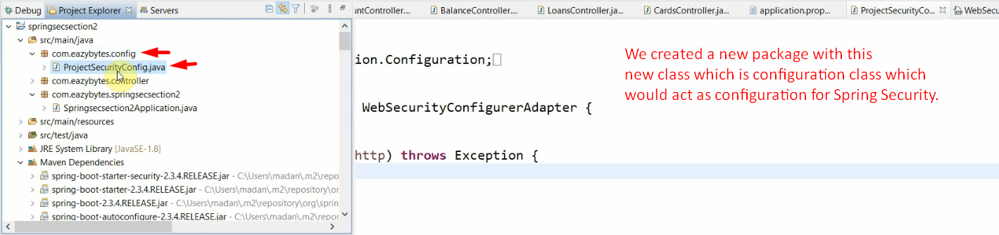 Debug Project Explorer Servers
springsecsection2
src/main/java
com.eazybytes.config
ProjectSecurityConfig.java
com.eazybytes.controller
com.eazybytes.springsecsection2
Springsecsection2Application.java
src/main/resources
src/test/java
JRE System Library [JavaSE-1.8]
Maven Dependencies
spring-boot-starter-security-2.3.4.RELEASE.jar - C:\Users\madan\.m2\repo
spring-boot-starter-2.3.4.RELEASE.jar - C:\Users\madan\.m2\repository\or
spring-boot-2.3.4.RELEASE.jar - C:\Users\madan\.m2\repository\org\sprin
spring-boot-autoconfigure-2.3.4.RELEASE.jar - C:\Users\madan\.m2\repos
untController.... BalanceController.... LoansController.ja... CardsController.ja... application.prop... ProjectSecurityCo... WebSecu
ion.Configuration;
WebSecurityConfigurerAdapter {
http) throws Exception {
We created a new package with this
new class which is configuration class which
would act as configuration for Spring Security.